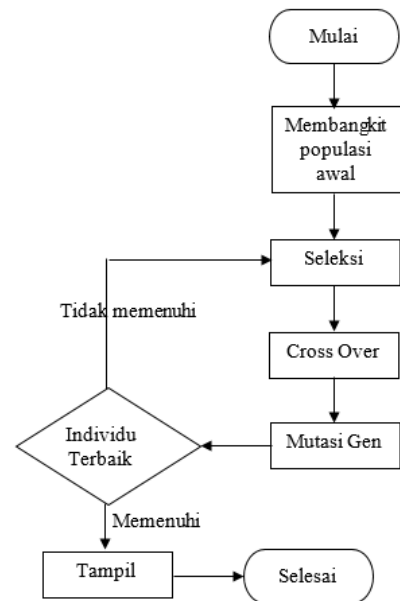 Mulai
Membangkit
populasi
awal
Seleksi
Tidak memenuhi
Cross Over
Individu
Terbaik
Mutasi Gen
Memenuhi
Tampil
Selesai